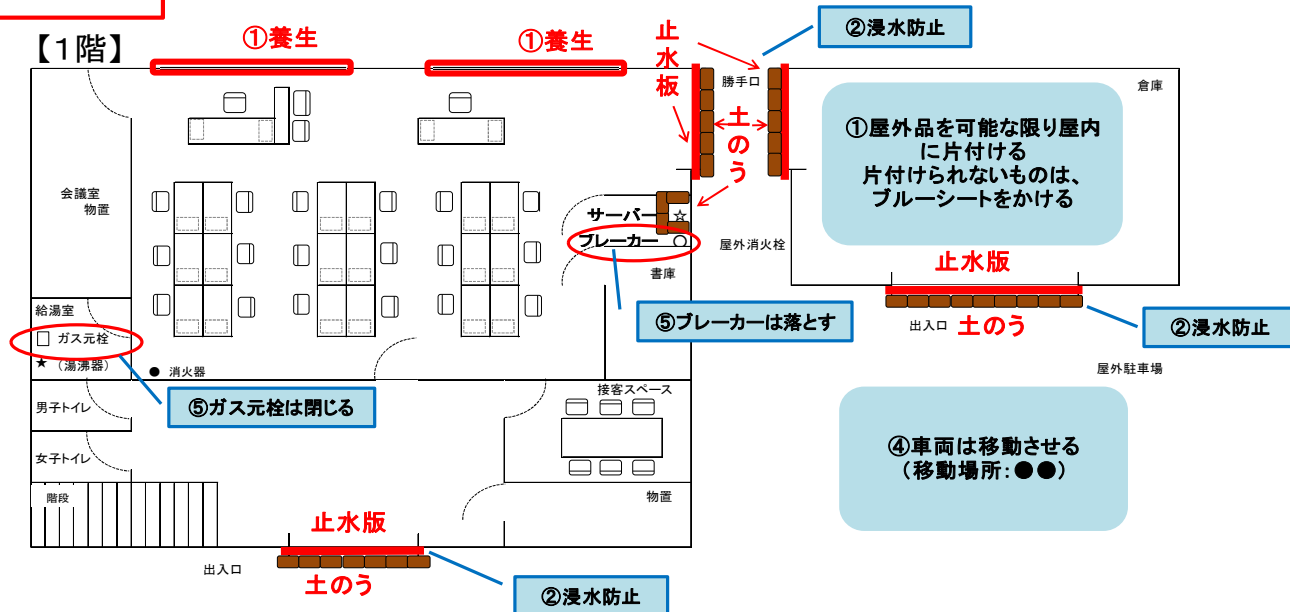 【1階】
①養生
①養生
止水板
②浸水防止
勝手口
倉庫
土のう
①屋外品を可能な限り屋内
に片付ける
片付けられないものは、
ブルーシートをかける
会議室
物置
サーバー ☆
ブレーカー ○
屋外消火栓
書庫
止水版
給湯室
□ ガス元栓
★ (湯沸器)
● 消火器
⑤ブレーカーは落とす
出入口
土のう
②浸水防止
屋外駐車場
⑤ガス元栓は閉じる
接客スペース
男子トイレ
女子トイレ
④車両は移動させる
(移動場所:●●)
階段
物置
止水版
出入口
土のう
②浸水防止